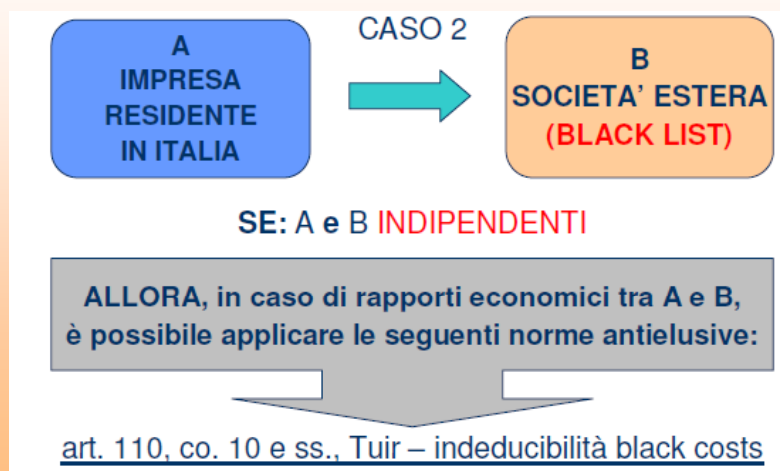 CASO 2
A
IMPRESA
RESIDENTE
IN ITALIA
B
SOCIETA' ESTERA
(BLACK LIST)
SE: A e B INDIPENDENTI
ALLORA, in caso di rapporti economici tra A e B,
è possibile applicare le seguenti norme antielusive:
art. 110, co. 10 e ss., Tuir – indeducibilità black costs